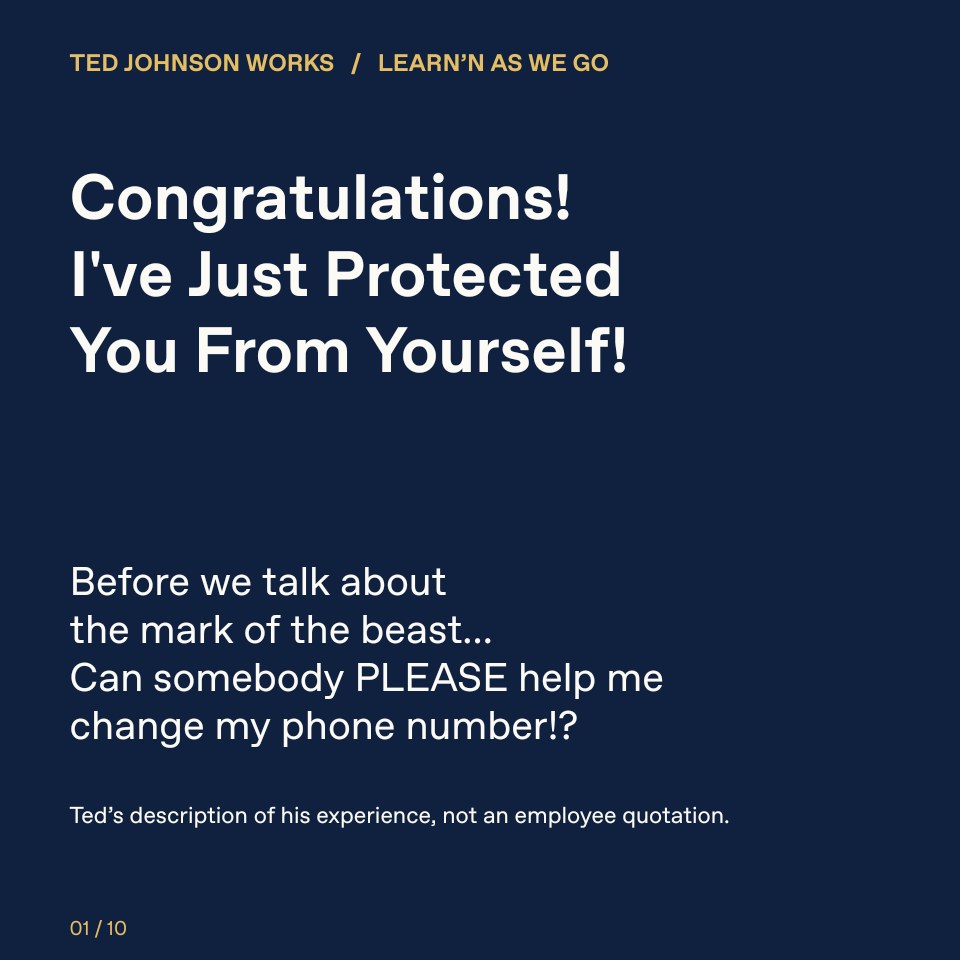 TED JOHNSON WORKS / LEARN’N AS WE GO
Congratulations!
I've Just Protected
You From Yourself!
Before we talk about
the mark of the beast...
Can somebody PLEASE help me
change my phone number!?
Ted’s description of his experience, not an employee quotation.
01 / 10